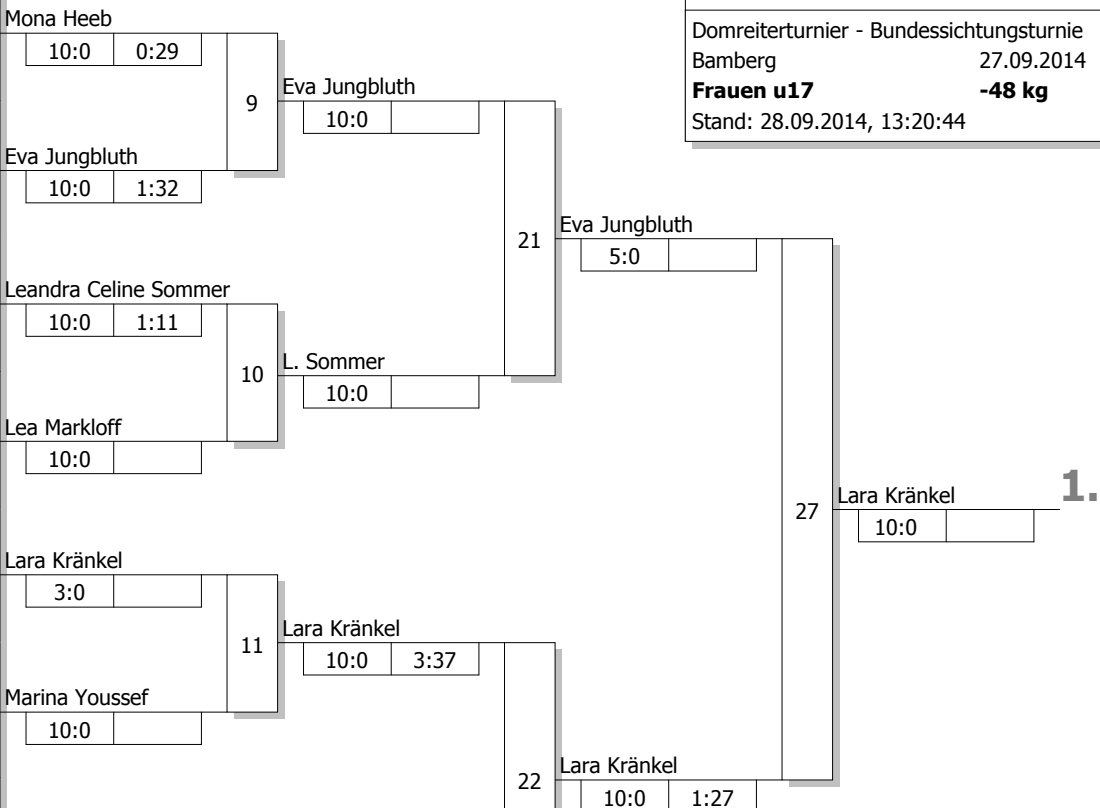 Mona Heeb
10:0 0:29
9
Eva Jungbluth
10:0
Eva Jungbluth
10:0 1:32
21
Eva Jungbluth
5:0
Leandra Celine Sommer
10:0 1:11
10
L. Sommer
10:0
Lea Markloff
10:0
27
Lara Kränkel
10:0
1.
Lara Kränkel
3:0
11
Lara Kränkel
10:0 3:37
Marina Youssef
10:0
22
Lara Kränkel
10:0 1:27
Domreiterturnier - Bundessichtungsturnie
Bamberg 27.09.2014
Frauen u17 -48 kg
Stand: 28.09.2014, 13:20:44